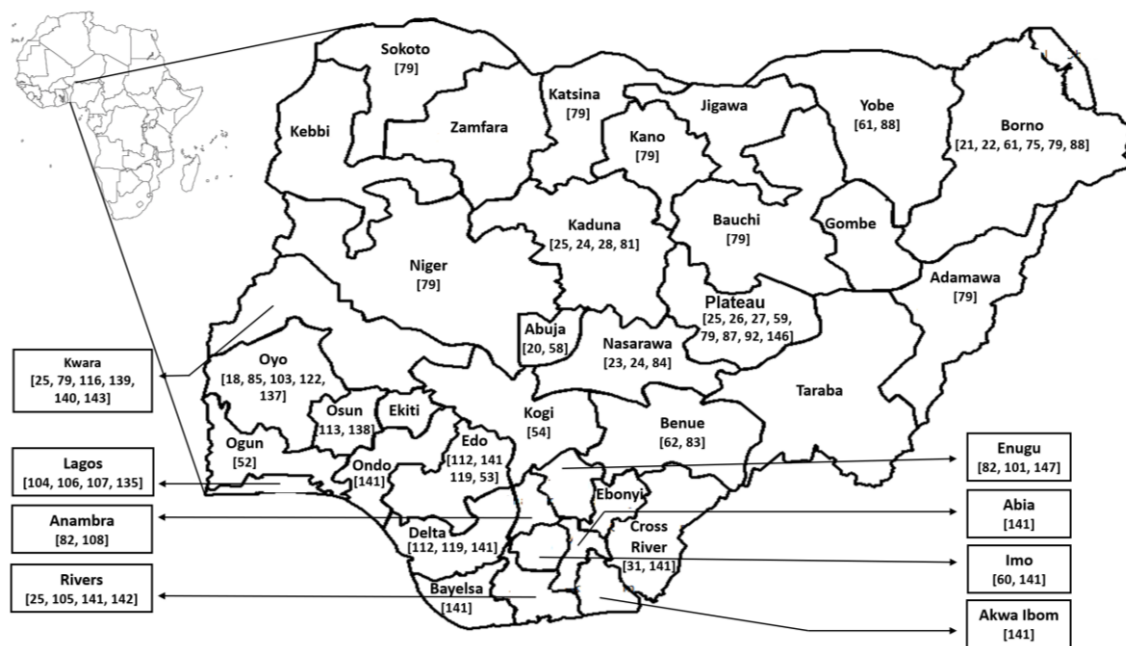 Sokoto
[79]
Kebbi
Zamfara
Katsina
[79]
Kano
[79]
Jigawa
Yobe
[61, 88]
Borno
[21, 22, 61, 75, 79, 88]
Kaduna
[25, 24, 28, 81]
Bauchi
[79]
Gombe
Niger
[79]
Adamawa
[79]
Plateau
[25, 26, 27, 59,
79, 87, 92, 146]
Abuja
[20, 58]
Nasarawa
[23, 24, 84]
Taraba
Kwara
[25, 79, 116, 139,
140, 143]
Oyo
[18, 85, 103, 122,
137]
Osun
[113, 138]
Ekiti
Kogi
[54]
Benue
[62, 83]
Ogun
[52]
Ondo
[141]
Edo
[112, 141
119, 53]
Lagos
[104, 106, 107, 135]
Anambra
[82, 108]
Rivers
[25, 105, 141, 142]
Delta
[112, 119, 141]
Bayelsa
[141]
Ebonyi
Cross
River
[31, 141]
Enugu
[82, 101, 147]
Abia
[141]
Imo
[60, 141]
Akwa Ibom
[141]